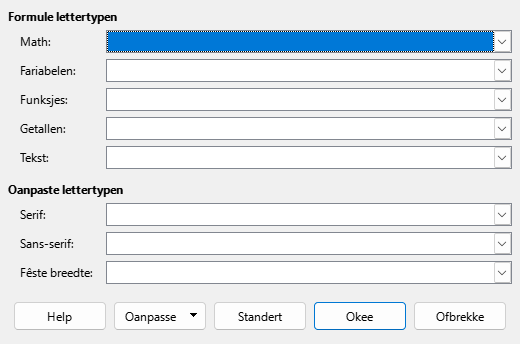 Formule lettertypen
Math:
Fariabelen:
Funksjes:
Getallen:
Tekst:
Oanpaste lettertypen
Serif:
Sans-serif:
Fêste breedte:
Help Oanpasse Standert Okee Ofbrekke